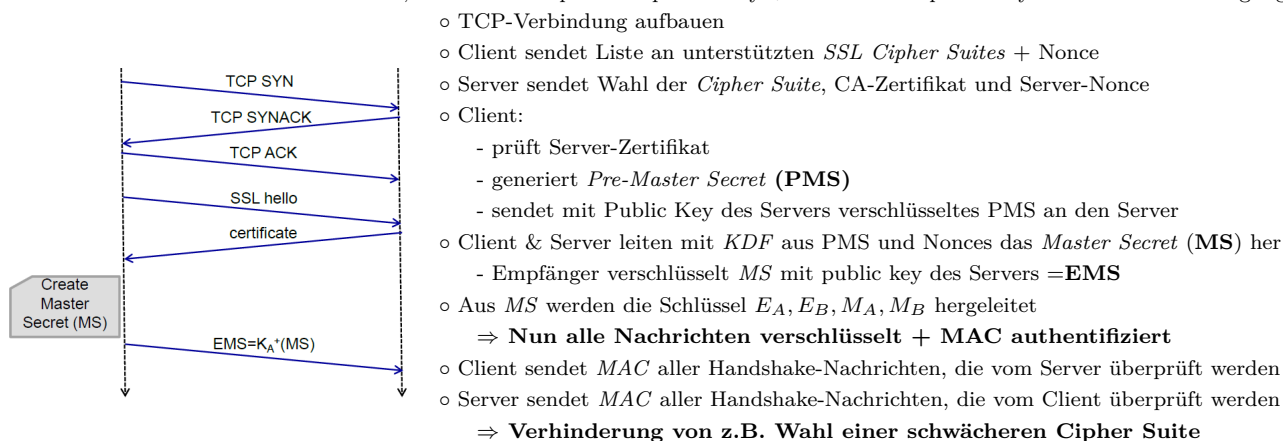 ○ TCP-Verbindung aufbauen
○ Client sendet Liste an unterstützten SSL Cipher Suites + Nonce
○ Server sendet Wahl der Cipher Suite, CA-Zertifikat und Server-Nonce
○ Client:
- prüft Server-Zertifikat
- generiert Pre-Master Secret (PMS)
- sendet mit Public Key des Servers verschlüsseltes PMS an den Server
○ Client & Server leiten mit KDF aus PMS und Nonces das Master Secret (MS) her
- Empfänger verschlüsselt MS mit public key des Servers =EMS
○ Aus MS werden die Schlüssel E_A, E_B, M_A, M_B hergeleitet
⇒ Nun alle Nachrichten verschlüsselt + MAC authentifiziert
○ Client sendet MAC aller Handshake-Nachrichten, die vom Server überprüft werden
○ Server sendet MAC aller Handshake-Nachrichten, die vom Client überprüft werden
⇒ Verhinderung von z.B. Wahl einer schwächeren Cipher Suite
TCP SYN
TCP SYNACK
TCP ACK
SSL hello
certificate
Create
Master
Secret (MS)
EMS=K_A^+(MS)